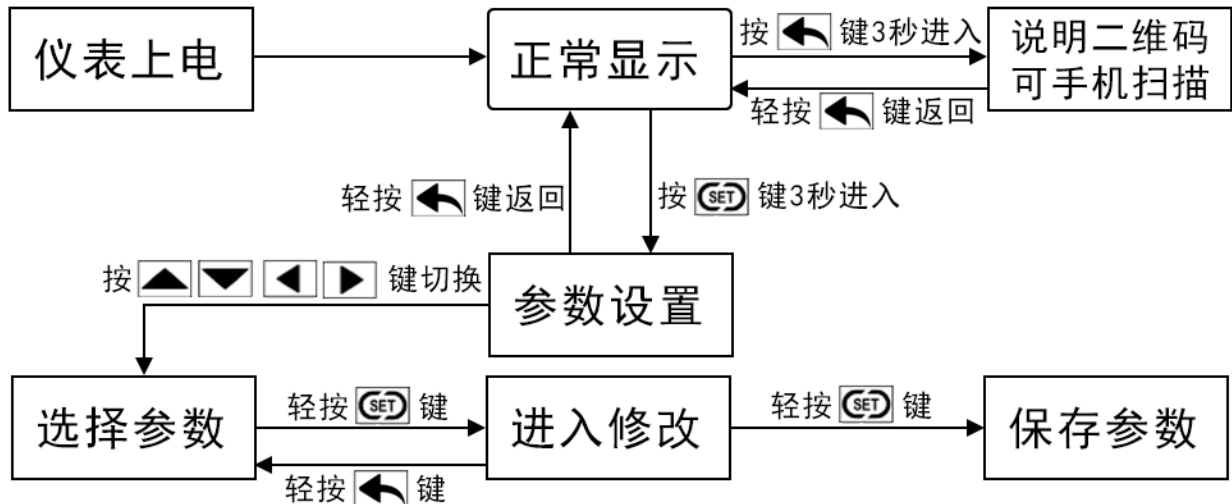 仪表上电
正常显示
按 键3秒进入
说明二维码
可手机扫描
轻按 键返回
轻按 键返回
按 SET 键3秒进入
按 键切换
参数设置
选择参数
轻按 SET 键
轻按 键
进入修改
轻按 SET 键
保存参数